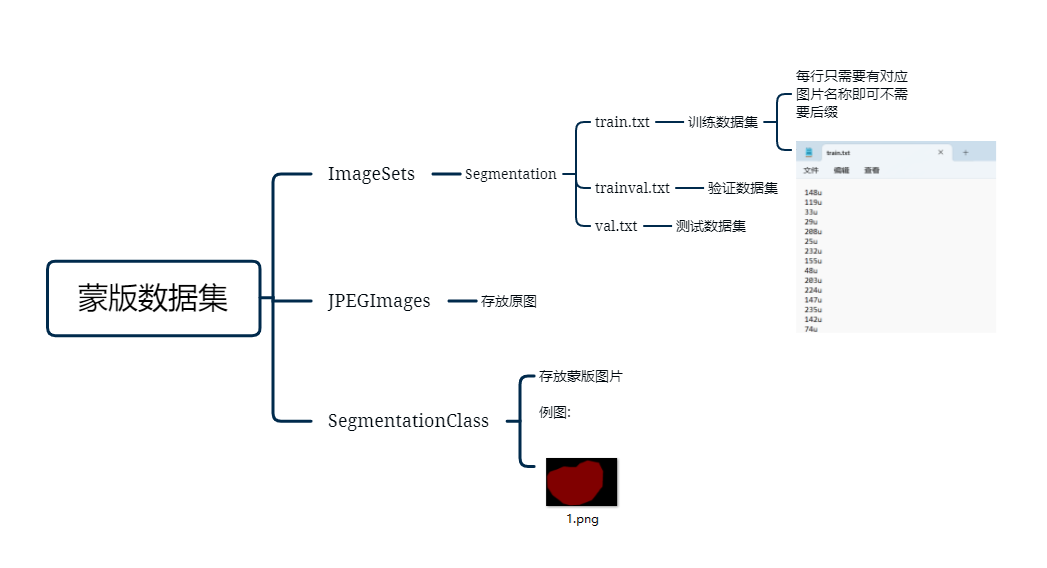 蒙版数据集
ImageSets
Segmentation
train.txt
训练数据集
每行只需要有对应
图片名称即可不需
要后缀
train.txt
文件 编辑 查看
148u
119u
33u
29u
208u
25u
232u
155u
48u
203u
224u
147u
235u
142u
74u
trainval.txt
验证数据集
val.txt
测试数据集
JPEGImages
存放原图
SegmentationClass
存放蒙版图片
例图:
1.png